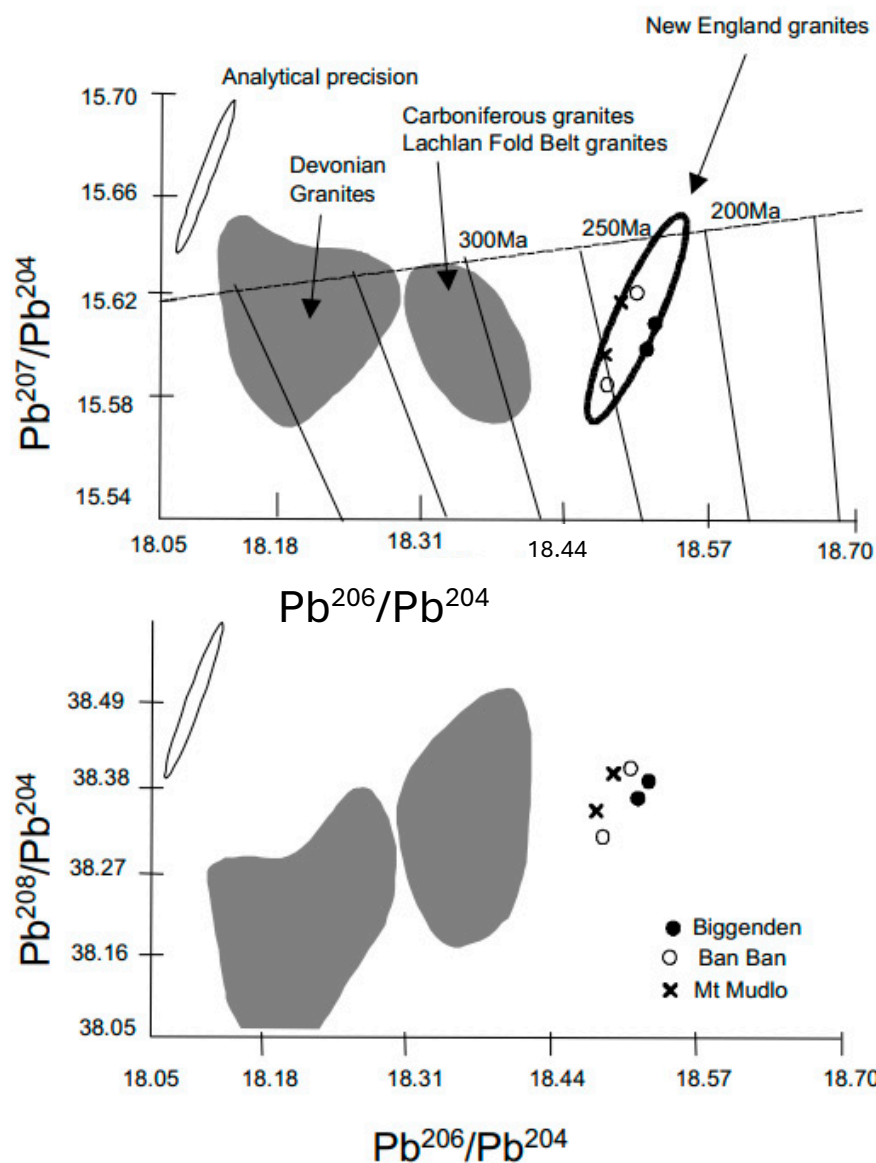 New England granites
Analytical precision
15.70
Carboniferous granites
Lachlan Fold Belt granites
Devonian
Granites
15.66
300Ma
250Ma
200Ma
15.62
15.58
15.54
Pb207/Pb204
18.05
18.18
18.31
18.44
18.57
18.70
Pb206/Pb204
38.49
38.38
38.27
38.16
38.05
Pb208/Pb204
Biggenden
Ban Ban
Mt Mudlo
18.05
18.18
18.31
18.44
18.57
18.70
Pb206/Pb204